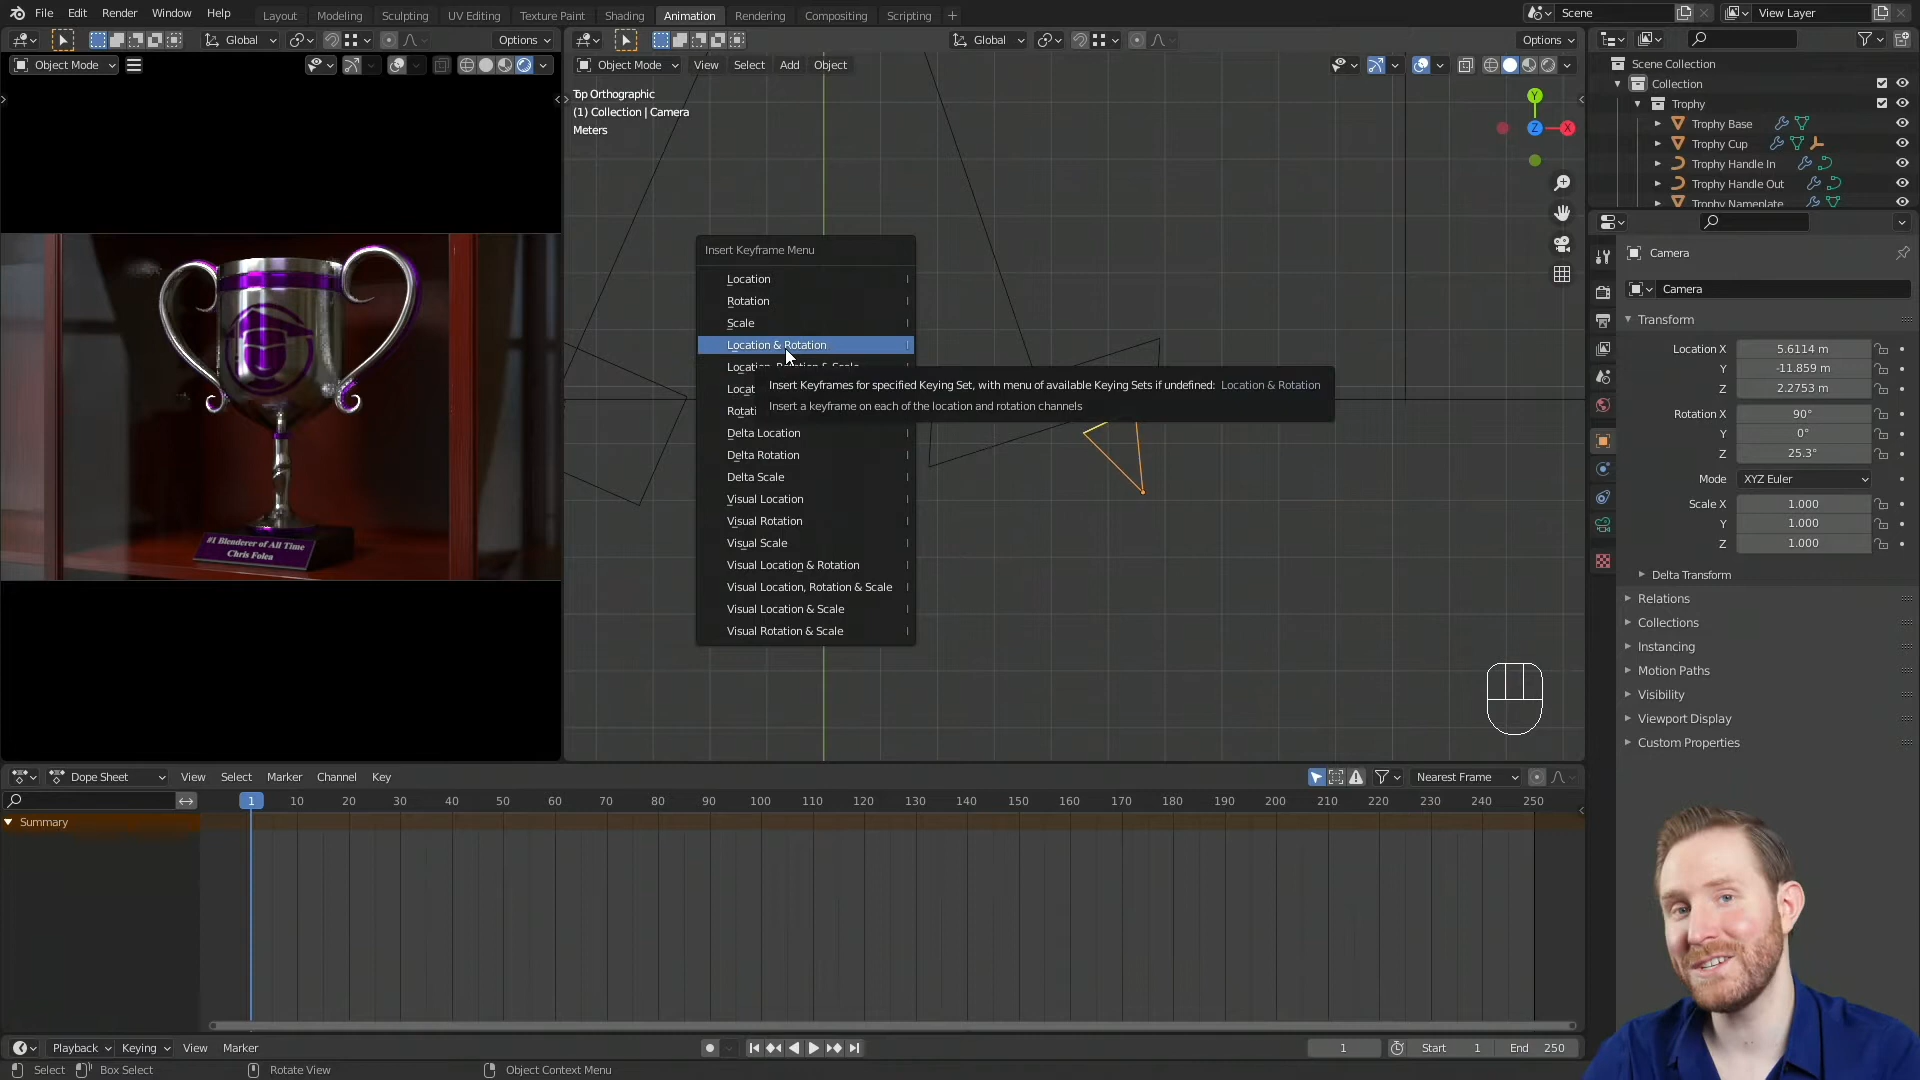 File Edit Render Window Help
Layout Modeling Sculpting UV Editing Texture Paint Shading Animation Rendering Compositing Scripting +
Scene
View Layer
Global
Options
Object Mode
Global
Options
Object Mode View Select Add Object
Top Orthographic
(1) Collection | Camera
Meters
Y
Z
X
#1 Blenderer of All Time
Chris Folea
Insert Keyframe Menu
Location I
Rotation I
Scale I
Location & Rotation I
Location, Rotation & Scale
Locat
Rotati
Delta Location I
Delta Rotation I
Delta Scale I
Visual Location I
Visual Rotation I
Visual Scale I
Visual Location & Rotation I
Visual Location, Rotation & Scale I
Visual Location & Scale I
Visual Rotation & Scale I
Insert Keyframes for specified Keying Set, with menu of available Keying Sets if undefined: Location & Rotation
Insert a keyframe on each of the location and rotation channels
Scene Collection
Collection
Trophy
Trophy Base
Trophy Cup
Trophy Handle In
Trophy Handle Out
Trophy Nameplate
Camera
Camera
Transform
Location X 5.6114 m
Y -11.859 m
Z 2.2753 m
Rotation X 90°
Y 0°
Z 25.3°
Mode XYZ Euler
Scale X 1.000
Y 1.000
Z 1.000
Delta Transform
Relations
Collections
Instancing
Motion Paths
Visibility
Viewport Display
Custom Properties
Dope Sheet View Select Marker Channel Key
Nearest Frame
1 10 20 30 40 50 60 70 80 90 100 110 120 130 140 150 160 170 180 190 200 210 220 230 240 250
Summary
Playback Keying View Marker
1 Start 1 End 250
Select Box Select Rotate View Object Context Menu